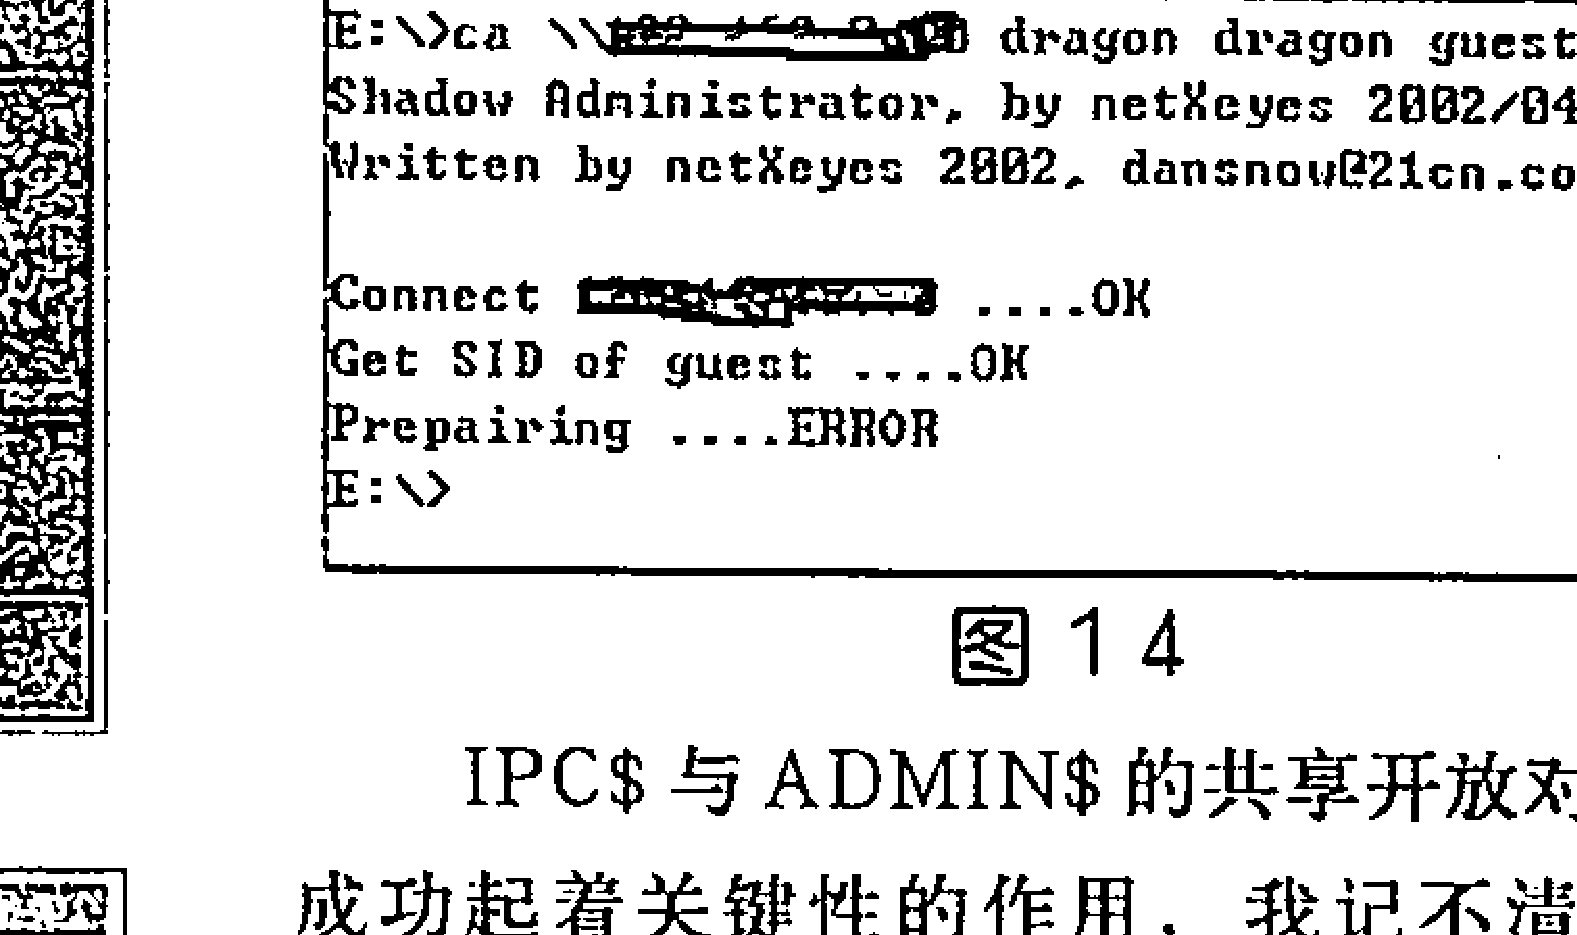 E:\>ca \\ dragon dragon guest
Shadow Administrator, by netXeyes 2002/04
Written by netXeyes 2002, dansnow@21cn.co
Connect ....OK
Get SID of guest ....OK
Prepairing ....ERROR
E:\>
图 14
IPC$ 与 ADMIN$ 的共享开放对
成功起着关键性的作用. 我记不清